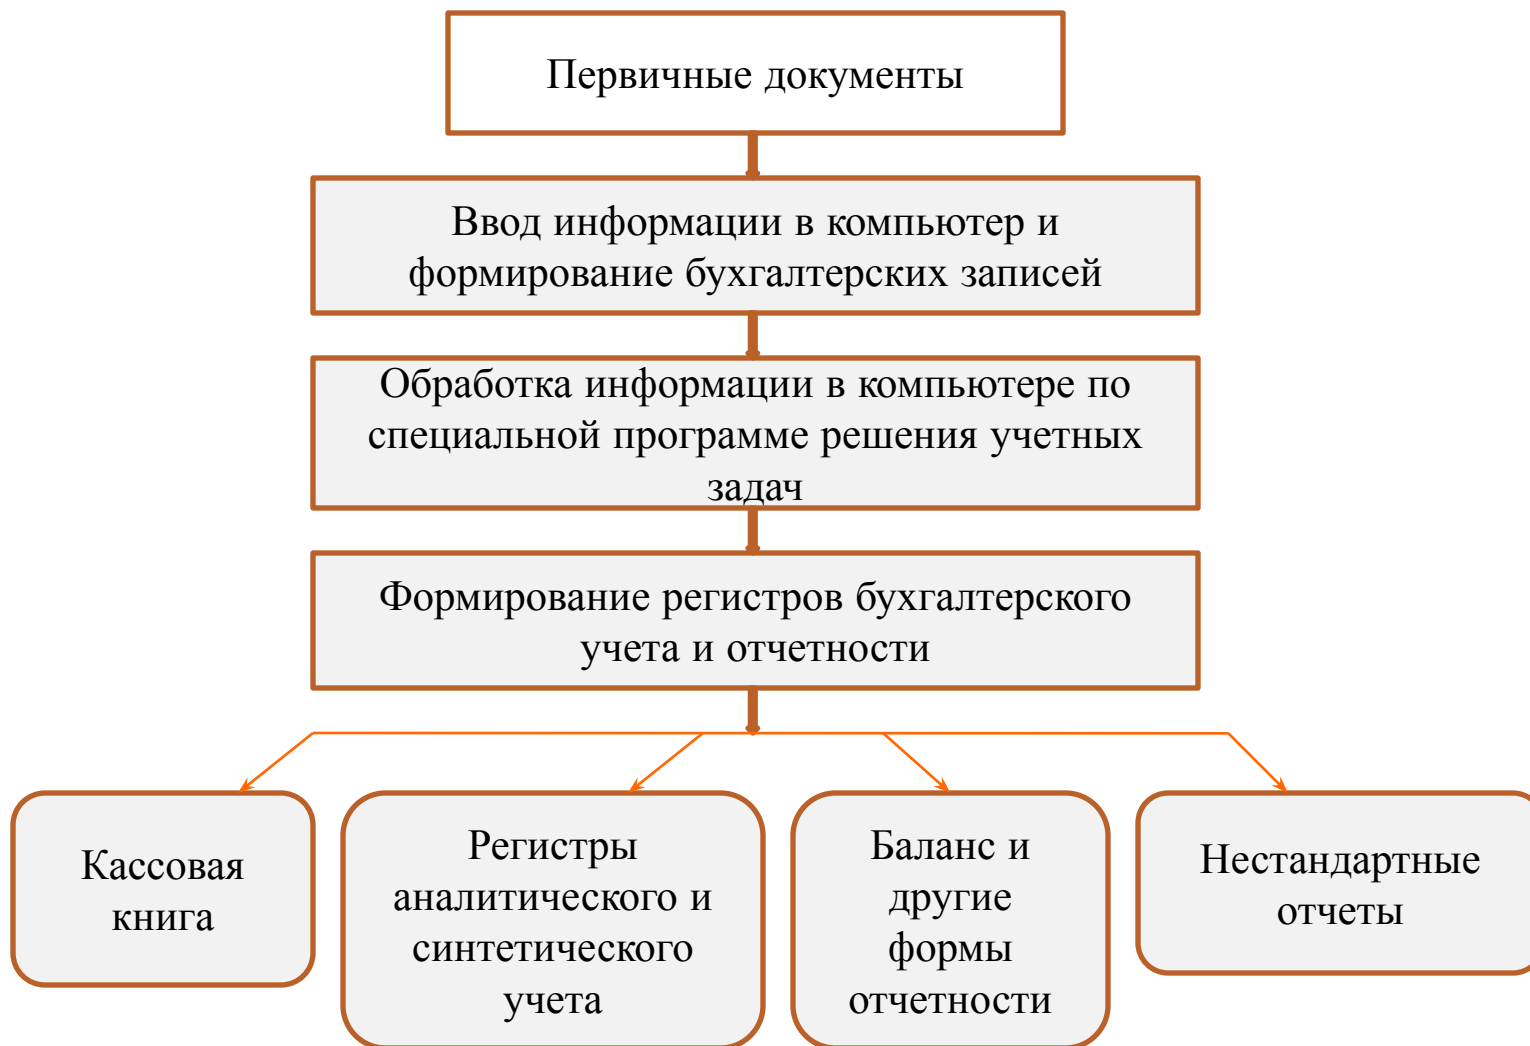 Первичные документы
Ввод информации в компьютер и
формирование бухгалтерских записей
Обработка информации в компьютере по
специальной программе решения учетных
задач
Формирование регистров бухгалтерского
учета и отчетности
Кассовая
книга
Регистры
аналитического и
синтетического
учета
Баланс и
другие
формы
отчетности
Нестандартные
отчеты